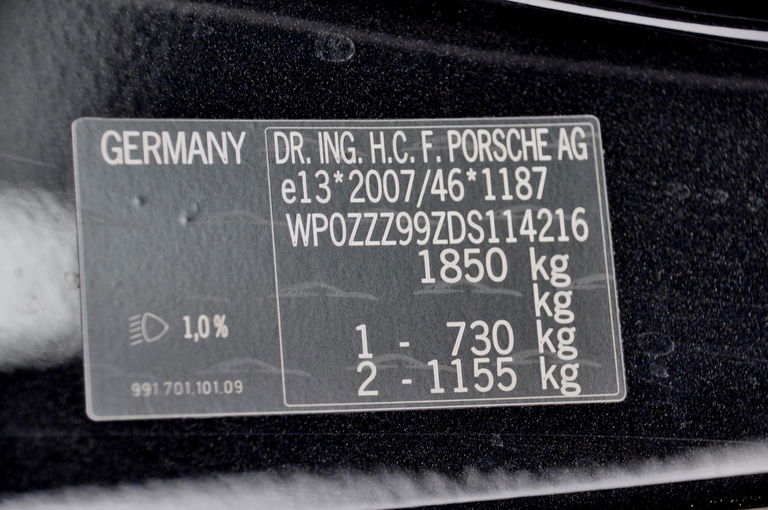 GERMANY
1,0%
991.701.101.09
DR. ING. H.C. F. PORSCHE AG
e13*2007/46*1187
WP0ZZZ99ZDS114216
1850 kg
kg
1 - 730 kg
2 - 1155 kg